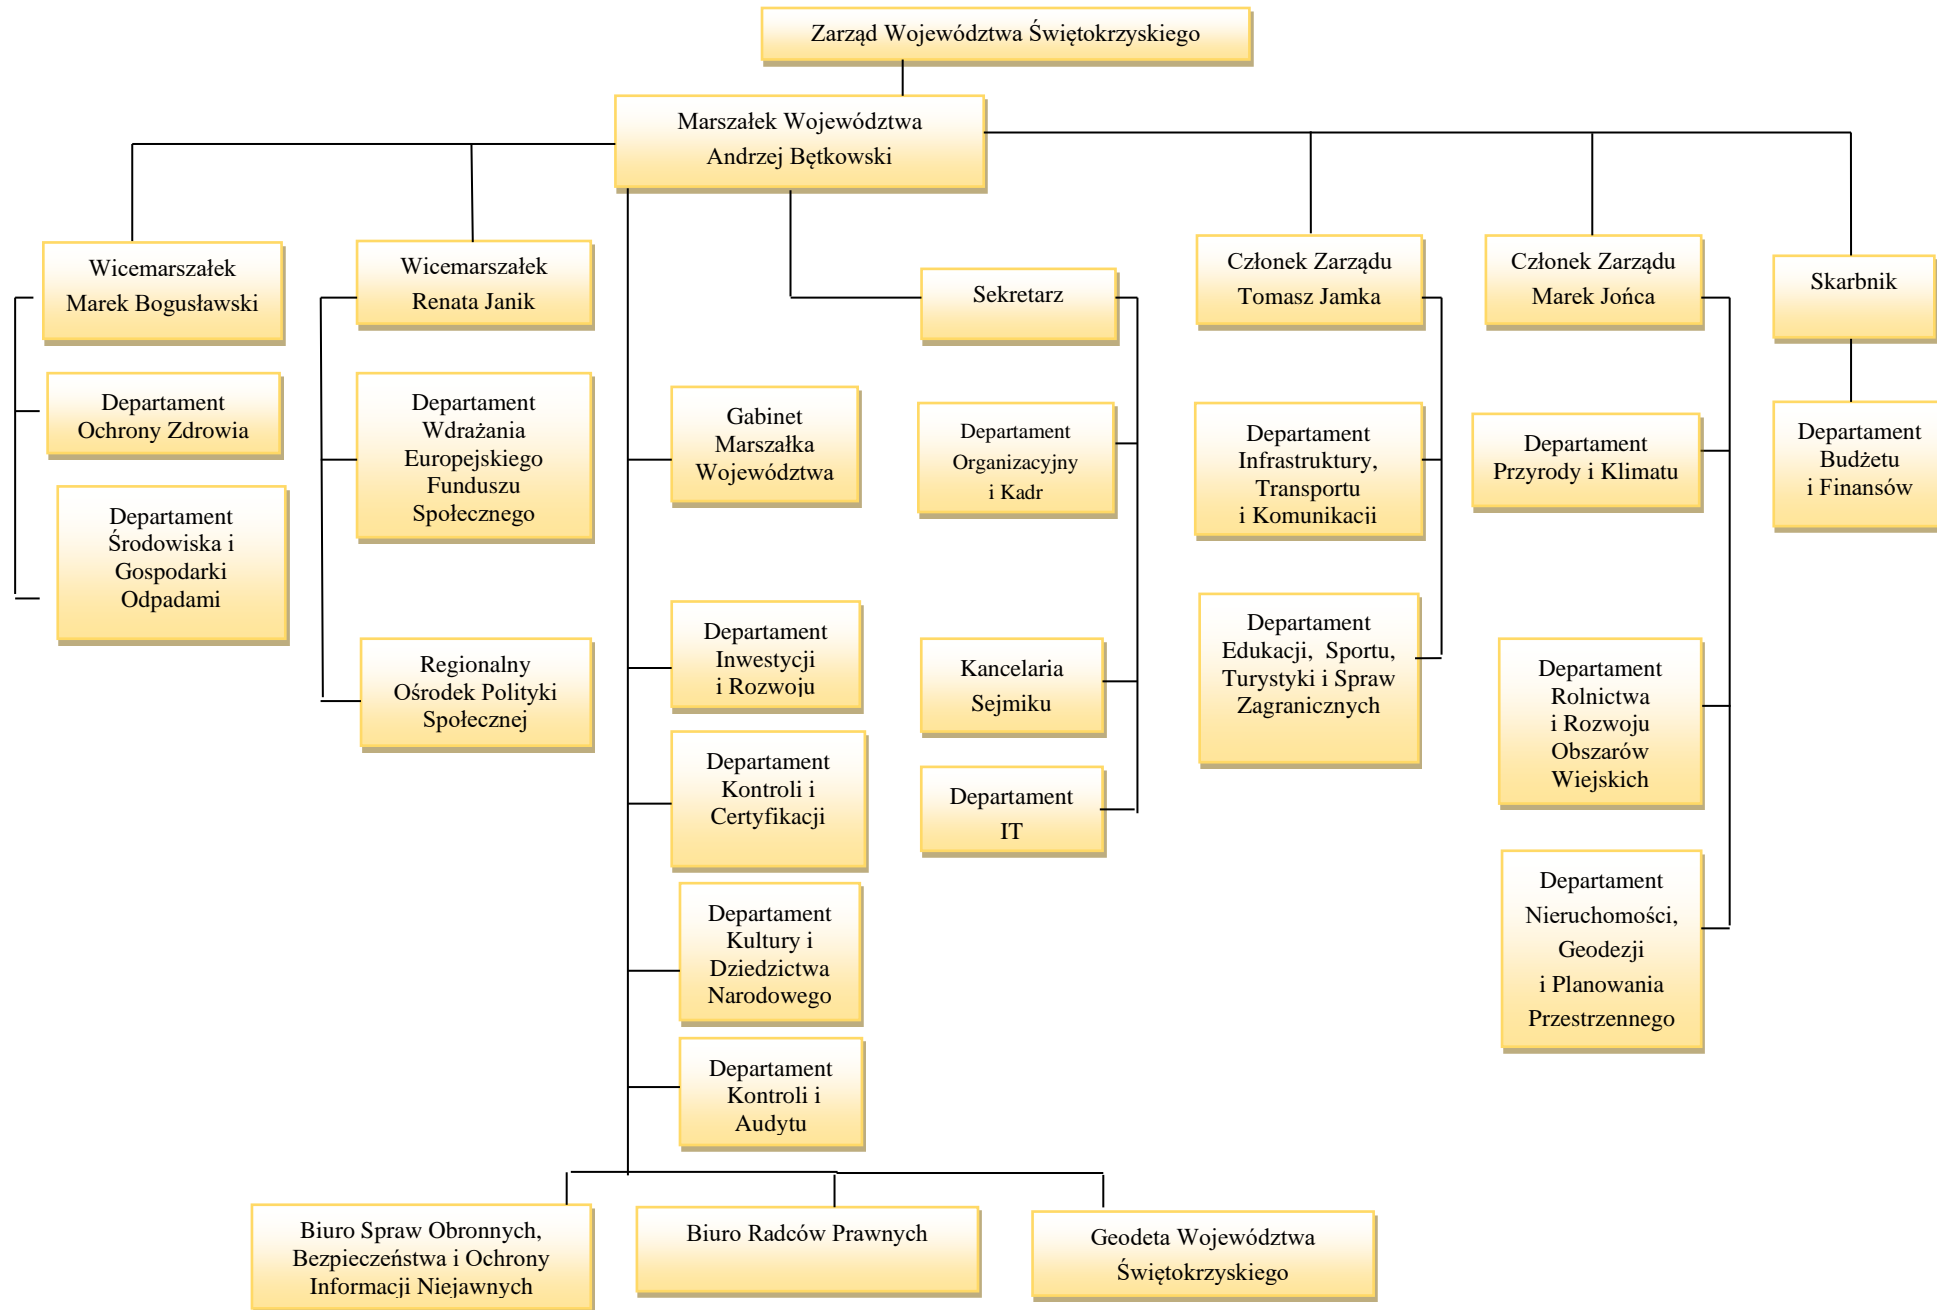 Zarząd Województwa Świętokrzyskiego
Marszałek Województwa
Andrzej Bętkowski
Wicemarszałek
Marek Bogusławski
Wicemarszałek
Renata Janik
Sekretarz
Członek Zarządu
Tomasz Jamka
Członek Zarządu
Marek Jońca
Skarbnik
Departament
Ochrony Zdrowia
Departament
Środowiska i
Gospodarki
Odpadami
Departament
Wdrażania
Europejskiego
Funduszu
Społecznego
Regionalny
Ośrodek Polityki
Społecznej
Gabinet
Marszałka
Województwa
Departament
Inwestycji
i Rozwoju
Departament
Kontroli i
Certyfikacji
Departament
Kultury i
Dziedzictwa
Narodowego
Departament
Kontroli i
Audytu
Departament
Organizacyjny
i Kadr
Kancelaria
Sejmiku
Departament
IT
Departament
Infrastruktury,
Transportu
i Komunikacji
Departament
Edukacji, Sportu,
Turystyki i Spraw
Zagranicznych
Departament
Przyrody i Klimatu
Departament
Rolnictwa
i Rozwoju
Obszarów
Wiejskich
Departament
Nieruchomości,
Geodezji
i Planowania
Przestrzennego
Departament
Budżetu
i Finansów
Biuro Spraw Obronnych,
Bezpieczeństwa i Ochrony
Informacji Niejawnych
Biuro Radców Prawnych
Geodeta Województwa
Świętokrzyskiego